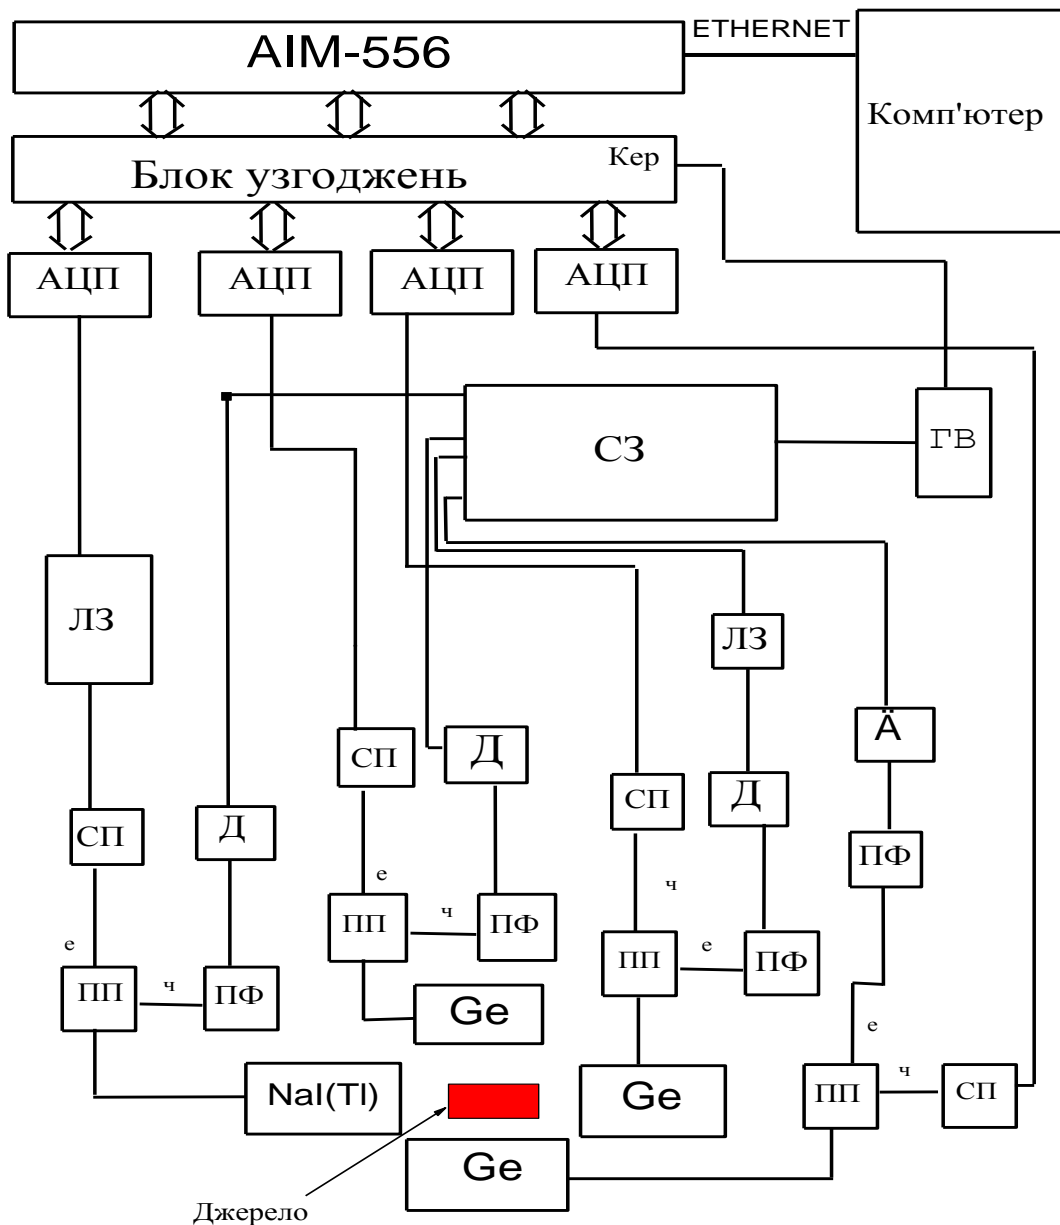 ETHERNET
AIM-556
Комп'ютер
Кер
Блок узгоджень
АЦП АЦП АЦП АЦП
СЗ
ГВ
ЛЗ
ЛЗ
Ä
СП
Д
СП
Д
СП
Д
ПФ
е
ч
ПП
ч
ПФ
е
ПП
е
ПФ
ПП
ч
ПФ
Ge
е
NaI(Tl)
Ge
ПП
ч
СП
Ge
Джерело